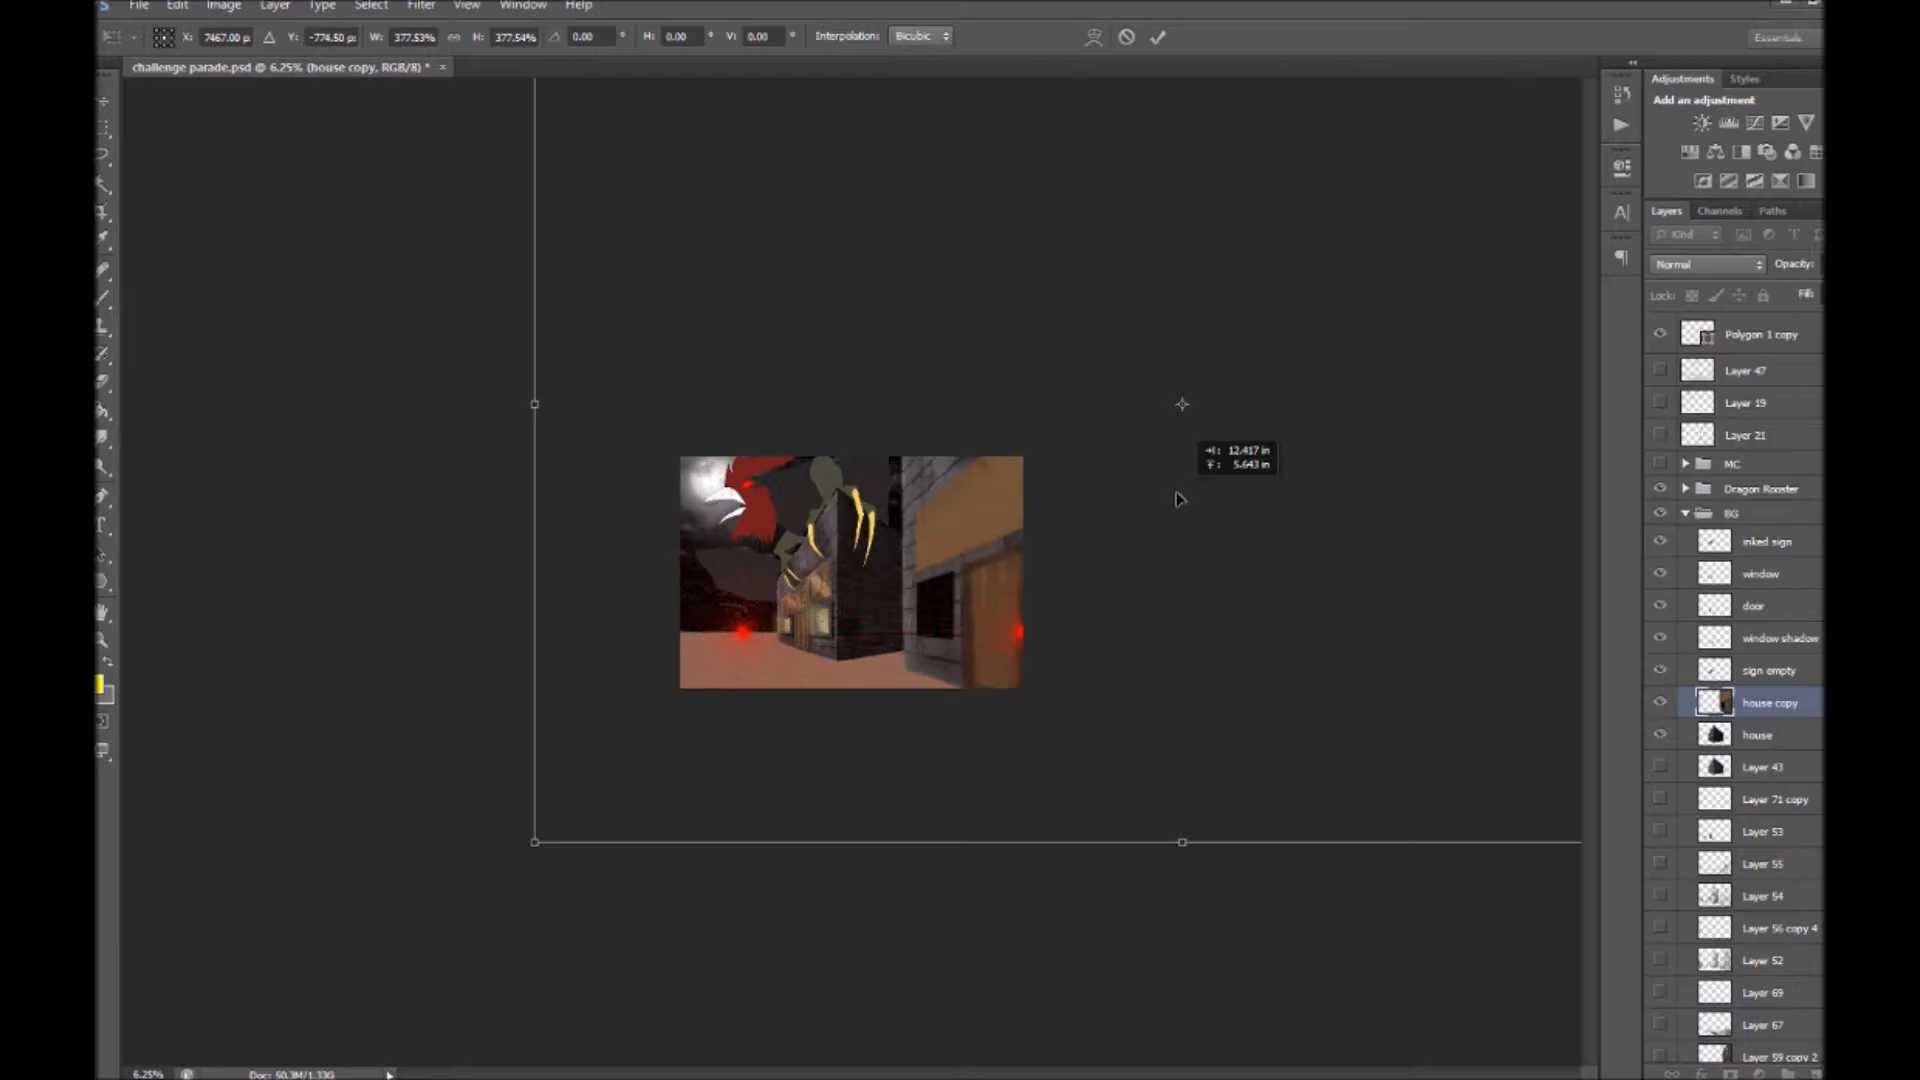 File Edit Image Layer Type Select Filter View Window Help
X: 7467.00 p Y: -774.50 p W: 377.53% H: 377.54% 0.00 ° H: 0.00 ° V: 0.00 ° Interpolation: Bicubic
Essentials
challenge parade.psd @ 6.25% (house copy, RGB/8) * ×
Adjustments Styles
Add an adjustment
Layers Channels Paths
Kind
Normal Opacity:
Lock: Fill:
Polygon 1 copy
Layer 47
Layer 19
Layer 21
MC
Dragon Rooster
BG
inked sign
window
door
window shadow
sign empty
house copy
house
Layer 43
Layer 71 copy
Layer 53
Layer 55
Layer 54
Layer 56 copy 4
Layer 52
Layer 69
Layer 67
Layer 59 copy 2
12.417 in
5.643 in
6.25% Doc: 50.3M/1.33G